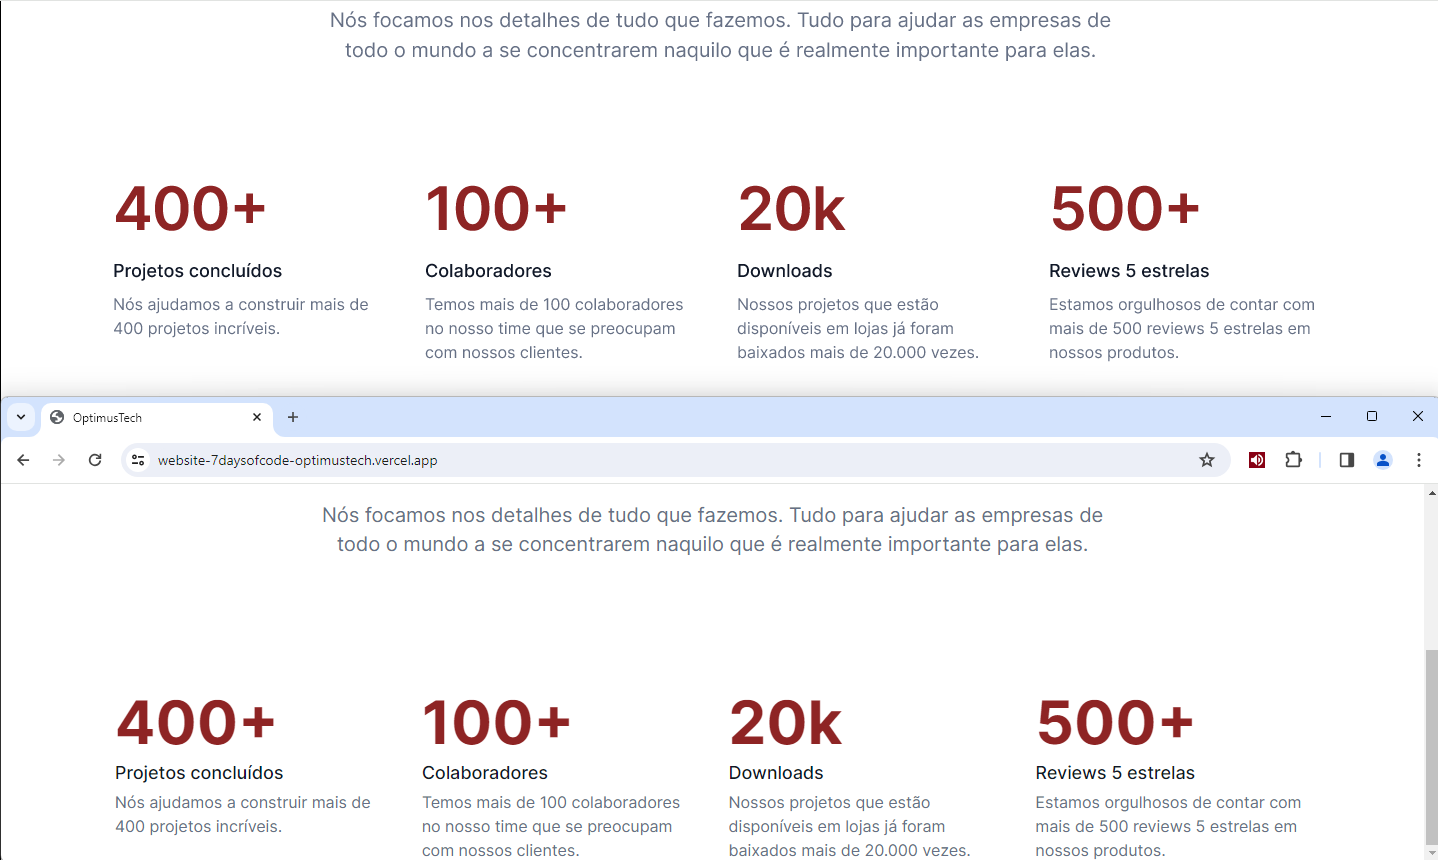 Nós focamos nos detalhes de tudo que fazemos. Tudo para ajudar as empresas de
todo o mundo a se concentrarem naquilo que é realmente importante para elas.
400+
Projetos concluídos
Nós ajudamos a construir mais de
400 projetos incríveis.
100+
Colaboradores
Temos mais de 100 colaboradores
no nosso time que se preocupam
com nossos clientes.
20k
Downloads
Nossos projetos que estão
disponíveis em lojas já foram
baixados mais de 20.000 vezes.
500+
Reviews 5 estrelas
Estamos orgulhosos de contar com
mais de 500 reviews 5 estrelas em
nossos produtos.
OptimusTech
website-7daysofcode-optimustech.vercel.app
Nós focamos nos detalhes de tudo que fazemos. Tudo para ajudar as empresas de
todo o mundo a se concentrarem naquilo que é realmente importante para elas.
400+
Projetos concluídos
Nós ajudamos a construir mais de
400 projetos incríveis.
100+
Colaboradores
Temos mais de 100 colaboradores
no nosso time que se preocupam
com nossos clientes.
20k
Downloads
Nossos projetos que estão
disponíveis em lojas já foram
baixados mais de 20.000 vezes.
500+
Reviews 5 estrelas
Estamos orgulhosos de contar com
mais de 500 reviews 5 estrelas em
nossos produtos.